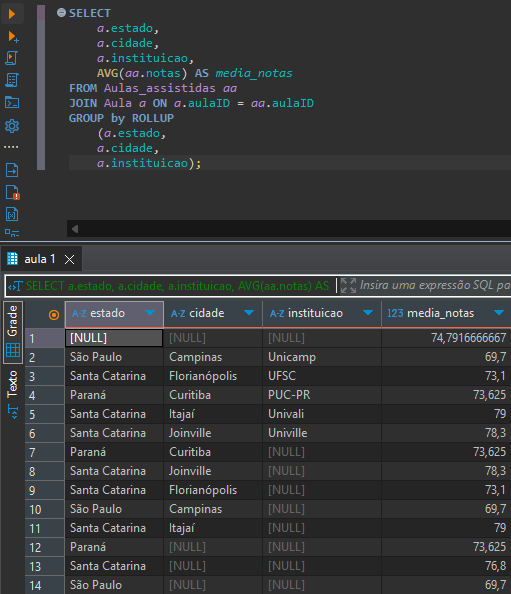 SELECT
a.estado,
a.cidade,
a.instituicao,
AVG(aa.notas) AS media_notas
FROM Aulas_assistidas aa
JOIN Aula a ON a.aulaID = aa.aulaID
GROUP by ROLLUP
(a.estado,
a.cidade,
a.instituicao);
aula 1
SELECT a.estado, a.cidade, a.instituicao, AVG(aa.notas) AS Insira uma expressão SQL pa
Grade
Texto
A-Z estado A-Z cidade A-Z instituicao 123 media_notas
1 [NULL] [NULL] [NULL] 74,7916666667
2 São Paulo Campinas Unicamp 69,7
3 Santa Catarina Florianópolis UFSC 73,1
4 Paraná Curitiba PUC-PR 73,625
5 Santa Catarina Itajaí Univali 79
6 Santa Catarina Joinville Univille 78,3
7 Paraná Curitiba [NULL] 73,625
8 Santa Catarina Joinville [NULL] 78,3
9 Santa Catarina Florianópolis [NULL] 73,1
10 São Paulo Campinas [NULL] 69,7
11 Santa Catarina Itajaí [NULL] 79
12 Paraná [NULL] [NULL] 73,625
13 Santa Catarina [NULL] [NULL] 76,8
14 São Paulo [NULL] [NULL] 69,7